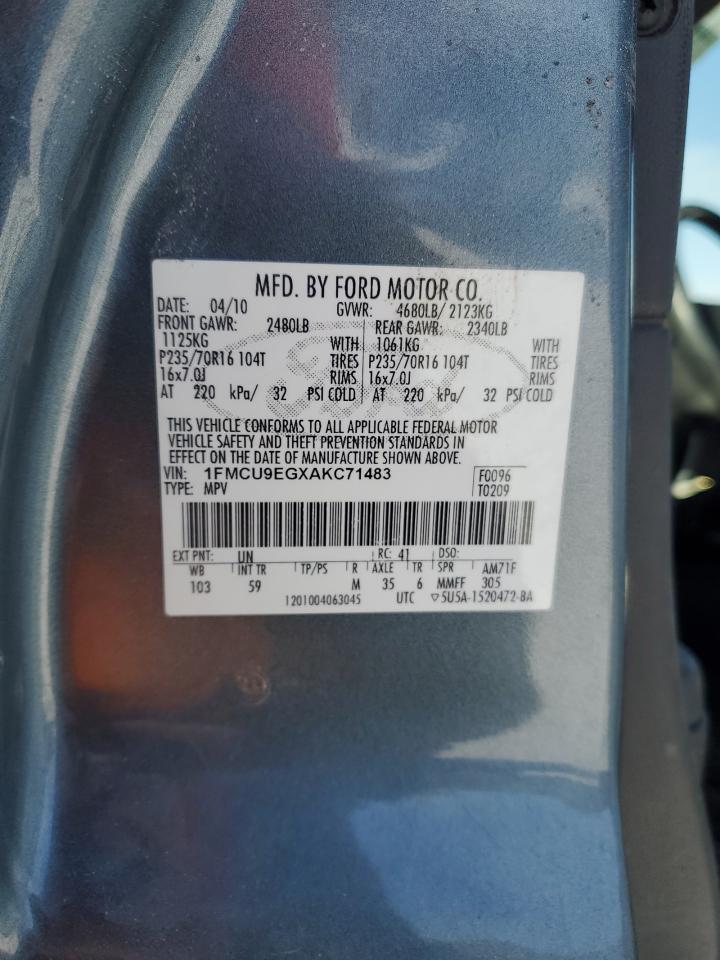 MFD. BY FORD MOTOR CO.
DATE: 04/10 GVWR: 4680LB/ 2123KG
FRONT GAWR: 2480LB REAR GAWR: 2340LB
1125KG WITH 1061KG WITH
P235/70R16 104T TIRES P235/70R16 104T TIRES
16x7.0J RIMS 16x7.0J RIMS
AT 220 kPa/ 32 PSI COLD AT 220 kPa/ 32 PSI COLD
THIS VEHICLE CONFORMS TO ALL APPLICABLE FEDERAL MOTOR
VEHICLE SAFETY AND THEFT PREVENTION STANDARDS IN
EFFECT ON THE DATE OF MANUFACTURE SHOWN ABOVE.
VIN: 1FMCU9EGXAKC71483 F0096
TYPE: MPV T0209
EXT PNT: UN RC: 41 DSO:
WB INT TR TP/PS R AXLE TR SPR AM71F
103 59 M 35 6 MMFF 305
1201004063045 UTC ▽5U5A-1520472-BA
Ford